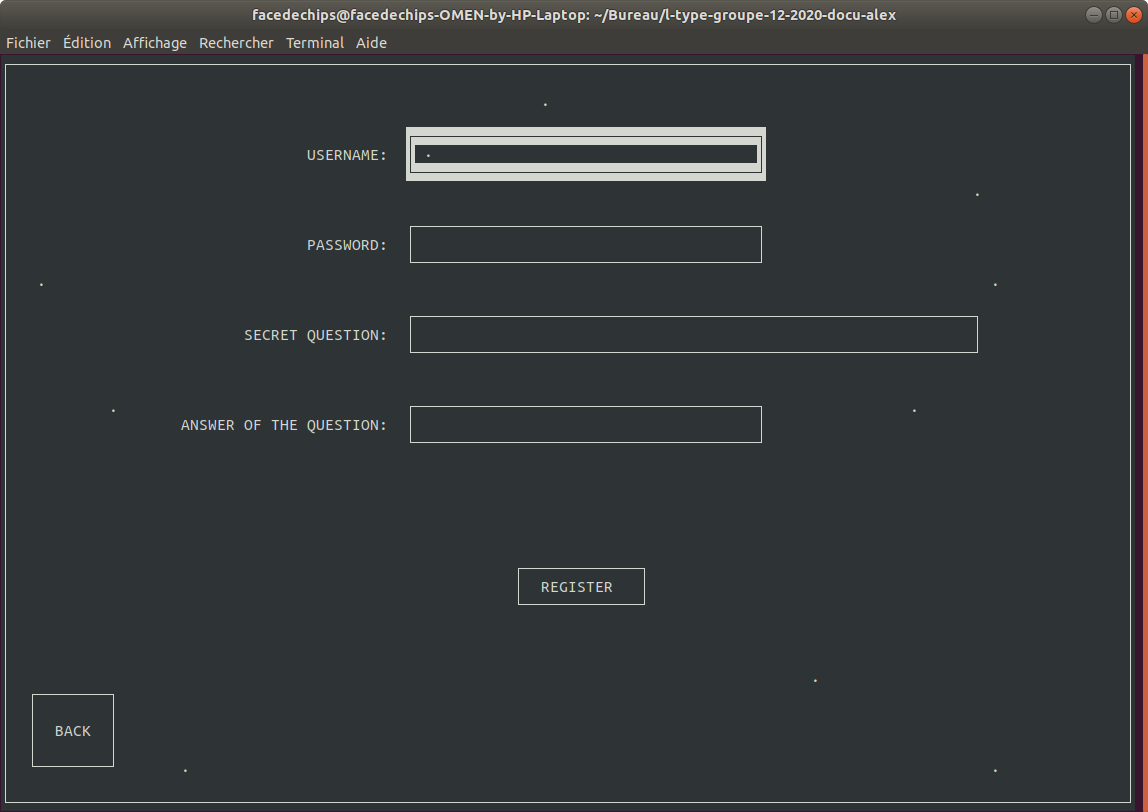 facedechips@facedechips-OMEN-by-HP-Laptop: ~/Bureau/l-type-groupe-12-2020-docu-alex
Fichier Édition Affichage Rechercher Terminal Aide
USERNAME:
PASSWORD:
SECRET QUESTION:
ANSWER OF THE QUESTION:
REGISTER
BACK